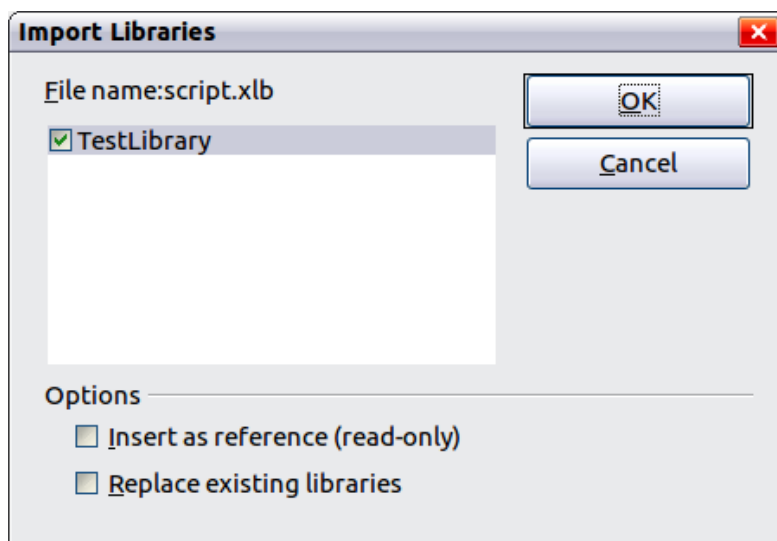 Import Libraries
File name:script.xlb
OK
TestLibrary
Cancel
Options
Insert as reference (read-only)
Replace existing libraries